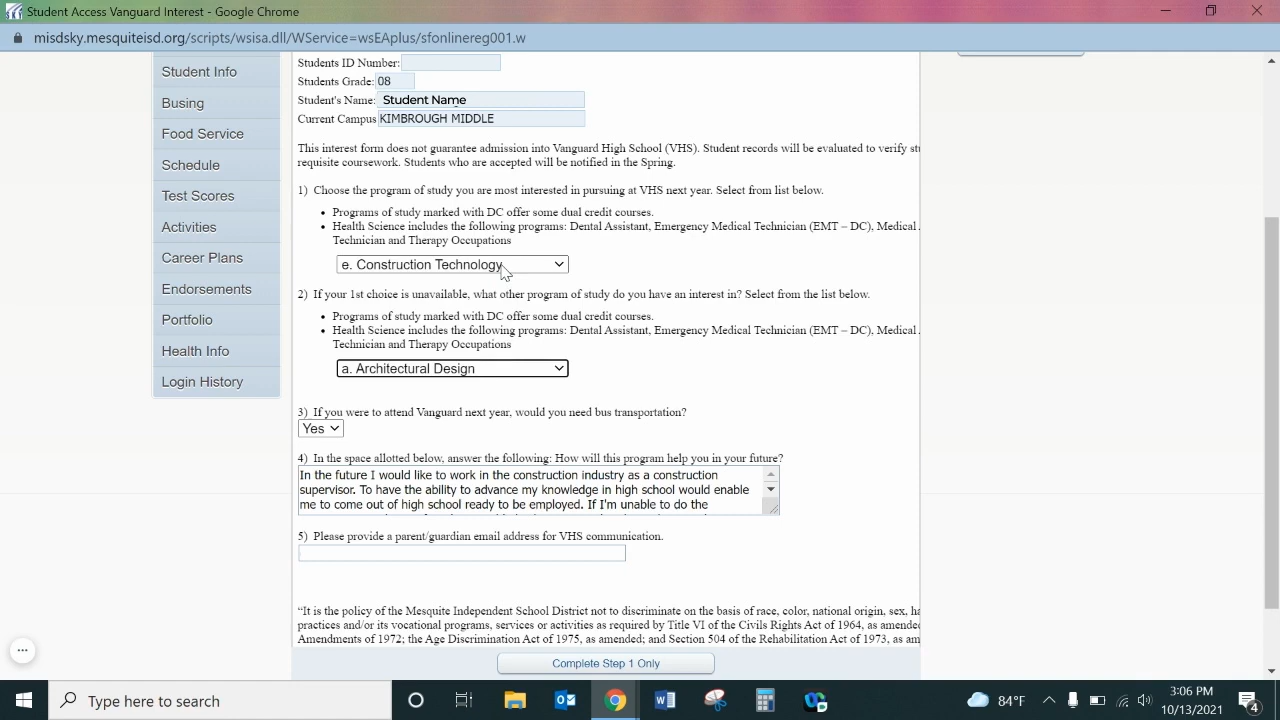 Student Access Vanguard Interest - Google Chrome
misdsky.mesquiteisd.org/scripts/wsisa.dll/WService=wsEAplus/sfonlinereg001.w
Student Info
Busing
Food Service
Schedule
Test Scores
Activities
Career Plans
Endorsements
Portfolio
Health Info
Login History
Students ID Number:
Students Grade: 08
Student's Name: Student Name
Current Campus KIMBROUGH MIDDLE
This interest form does not guarantee admission into Vanguard High School (VHS). Student records will be evaluated to verify
requisite coursework. Students who are accepted will be notified in the Spring.
1) Choose the program of study you are most interested in pursuing at VHS next year. Select from list below.
• Programs of study marked with DC offer some dual credit courses.
• Health Science includes the following programs: Dental Assistant, Emergency Medical Technician (EMT – DC), Medical
Technician and Therapy Occupations
e. Construction Technology
2) If your 1st choice is unavailable, what other program of study do you have an interest in? Select from the list below.
• Programs of study marked with DC offer some dual credit courses.
• Health Science includes the following programs: Dental Assistant, Emergency Medical Technician (EMT – DC), Medical
Technician and Therapy Occupations
a. Architectural Design
3) If you were to attend Vanguard next year, would you need bus transportation?
Yes
4) In the space allotted below, answer the following: How will this program help you in your future?
In the future I would like to work in the construction industry as a construction
supervisor. To have the ability to advance my knowledge in high school would enable
me to come out of high school ready to be employed. If I'm unable to do the
5) Please provide a parent/guardian email address for VHS communication.
“It is the policy of the Mesquite Independent School District not to discriminate on the basis of race, color, national origin, sex,
practices and/or its vocational programs, services or activities as required by Title VI of the Civils Rights Act of 1964, as amended
Amendments of 1972; the Age Discrimination Act of 1975, as amended; and Section 504 of the Rehabilitation Act of 1973, as
Complete Step 1 Only
Type here to search
84°F
3:06 PM
10/13/2021
4